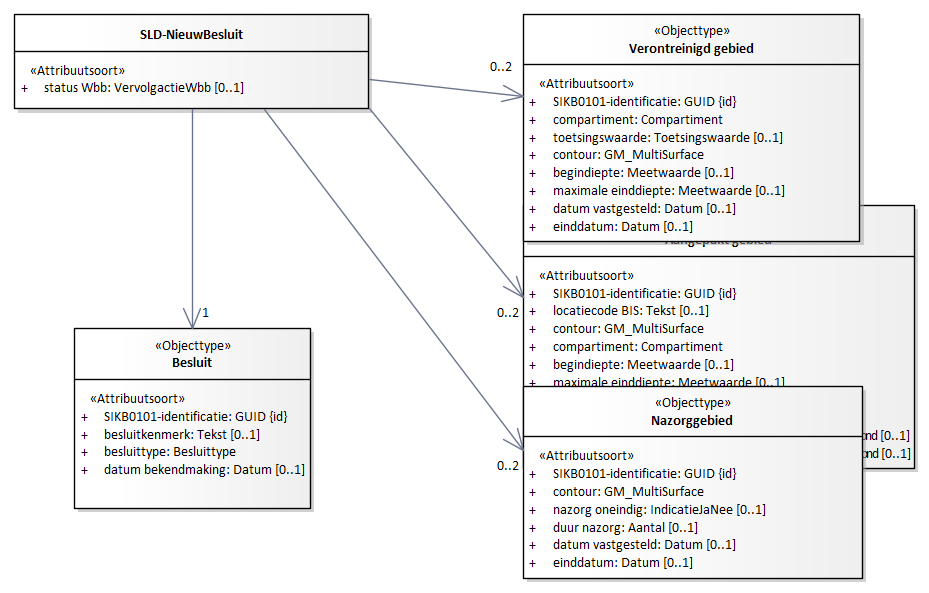 SLD-NieuwBesluit
«Attribuutsoort»
+ status Wbb: VervolgactieWbb [0..1]
0..2
«Objecttype»
Verontreinigd gebied
«Attribuutsoort»
+ SIKB0101-identificatie: GUID {id}
+ compartiment: Compartiment
+ toetsingswaarde: Toetsingswaarde [0..1]
+ contour: GM_MultiSurface
+ begindiepte: Meetwaarde [0..1]
+ maximale einddiepte: Meetwaarde [0..1]
+ datum vastgesteld: Datum [0..1]
+ einddatum: Datum [0..1]
Aangepakt gebied
«Attribuutsoort»
+ SIKB0101-identificatie: GUID {id}
+ locatiecode BIS: Tekst [0..1]
+ contour: GM_MultiSurface
+ compartiment: Compartiment
+ begindiepte: Meetwaarde [0..1]
+ maximale einddiepte: Meetwaarde [0..1]
0..2
ond [0..1]
ond [0..1]
1
«Objecttype»
Besluit
«Attribuutsoort»
+ SIKB0101-identificatie: GUID {id}
+ besluitkenmerk: Tekst [0..1]
+ besluittype: Besluittype
+ datum bekendmaking: Datum [0..1]
0..2
«Objecttype»
Nazorggebied
«Attribuutsoort»
+ SIKB0101-identificatie: GUID {id}
+ contour: GM_MultiSurface
+ nazorg oneindig: IndicatieJaNee [0..1]
+ duur nazorg: Aantal [0..1]
+ datum vastgesteld: Datum [0..1]
+ einddatum: Datum [0..1]